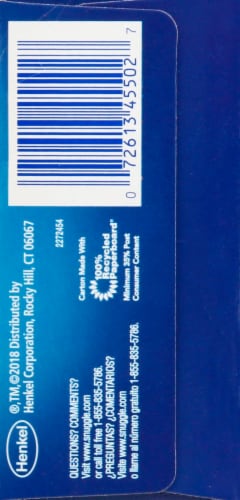 0 72613 45502 7
Henkel
®,TM,©2018 Distributed by
Henkel Corporation, Rocky Hill, CT 06067
2272454
Carton Made With
100%
Recycled
Paperboard
Minimum 35% Post
Consumer Content
QUESTIONS? COMMENTS?
Visit www.snuggle.com
or call toll free 1-855-835-5786.
¿PREGUNTAS? ¿COMENTARIOS?
Visite www.snuggle.com
o llame al número gratuito 1-855-835-5786.